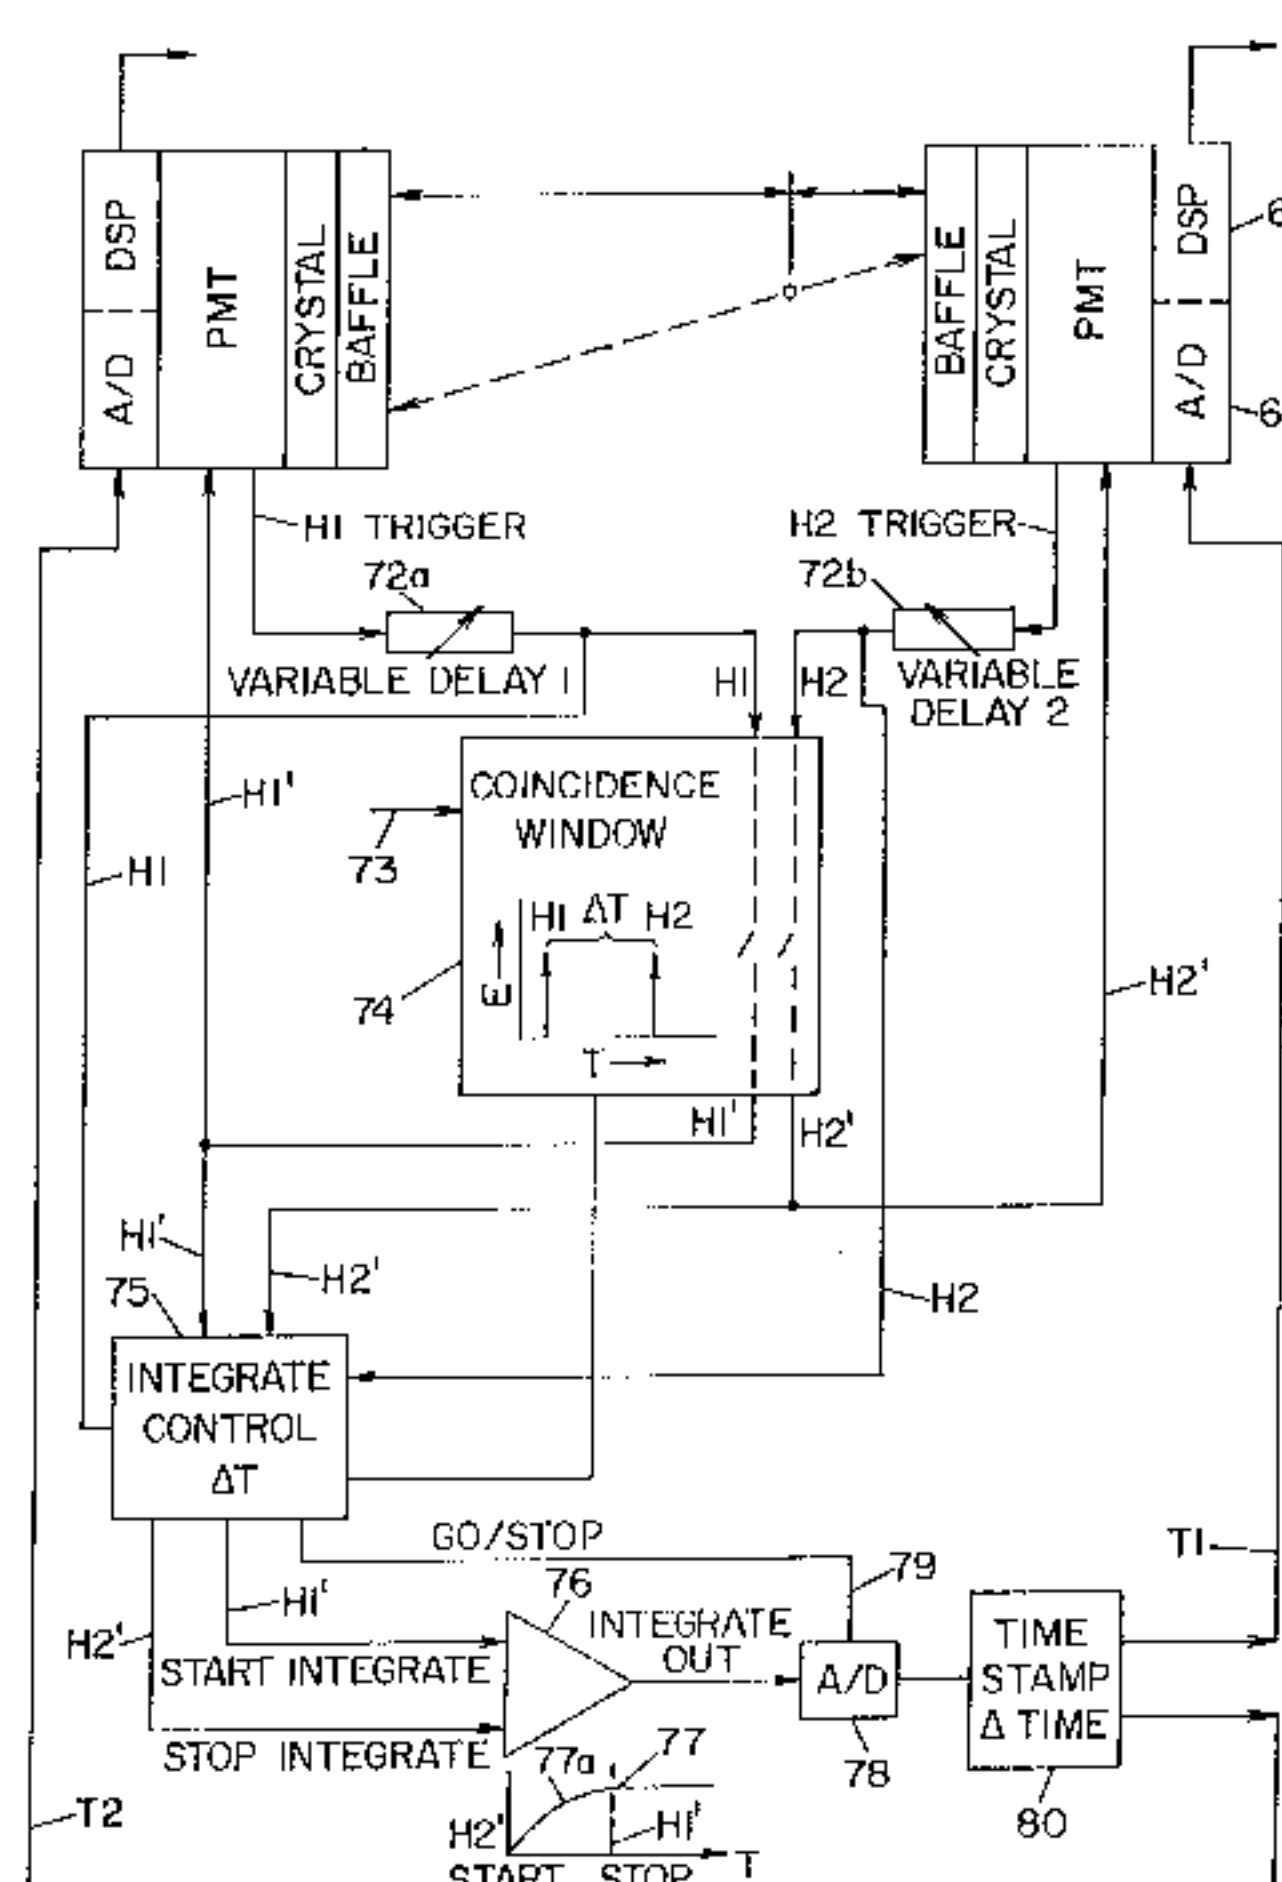 DSP
A/D
PMT
CRYSTAL
BAFFLE
BAFFLE
CRYSTAL
PMT
DSP
A/D
6
6
H1 TRIGGER
H2 TRIGGER
72a
72b
VARIABLE DELAY 1
H1
H2
VARIABLE
DELAY 2
H1'
COINCIDENCE
WINDOW
73
H1
H1 ΔT H2
E
74
T
H2'
H1'
H2'
H1'
H2'
75
H2
INTEGRATE
CONTROL
ΔT
GO/STOP
T1
76
79
H1'
INTEGRATE
OUT
H2'
START INTEGRATE
A/D
TIME
STAMP
Δ TIME
STOP INTEGRATE
77a
77
78
80
T2
H2'
H1'
T
START STOP